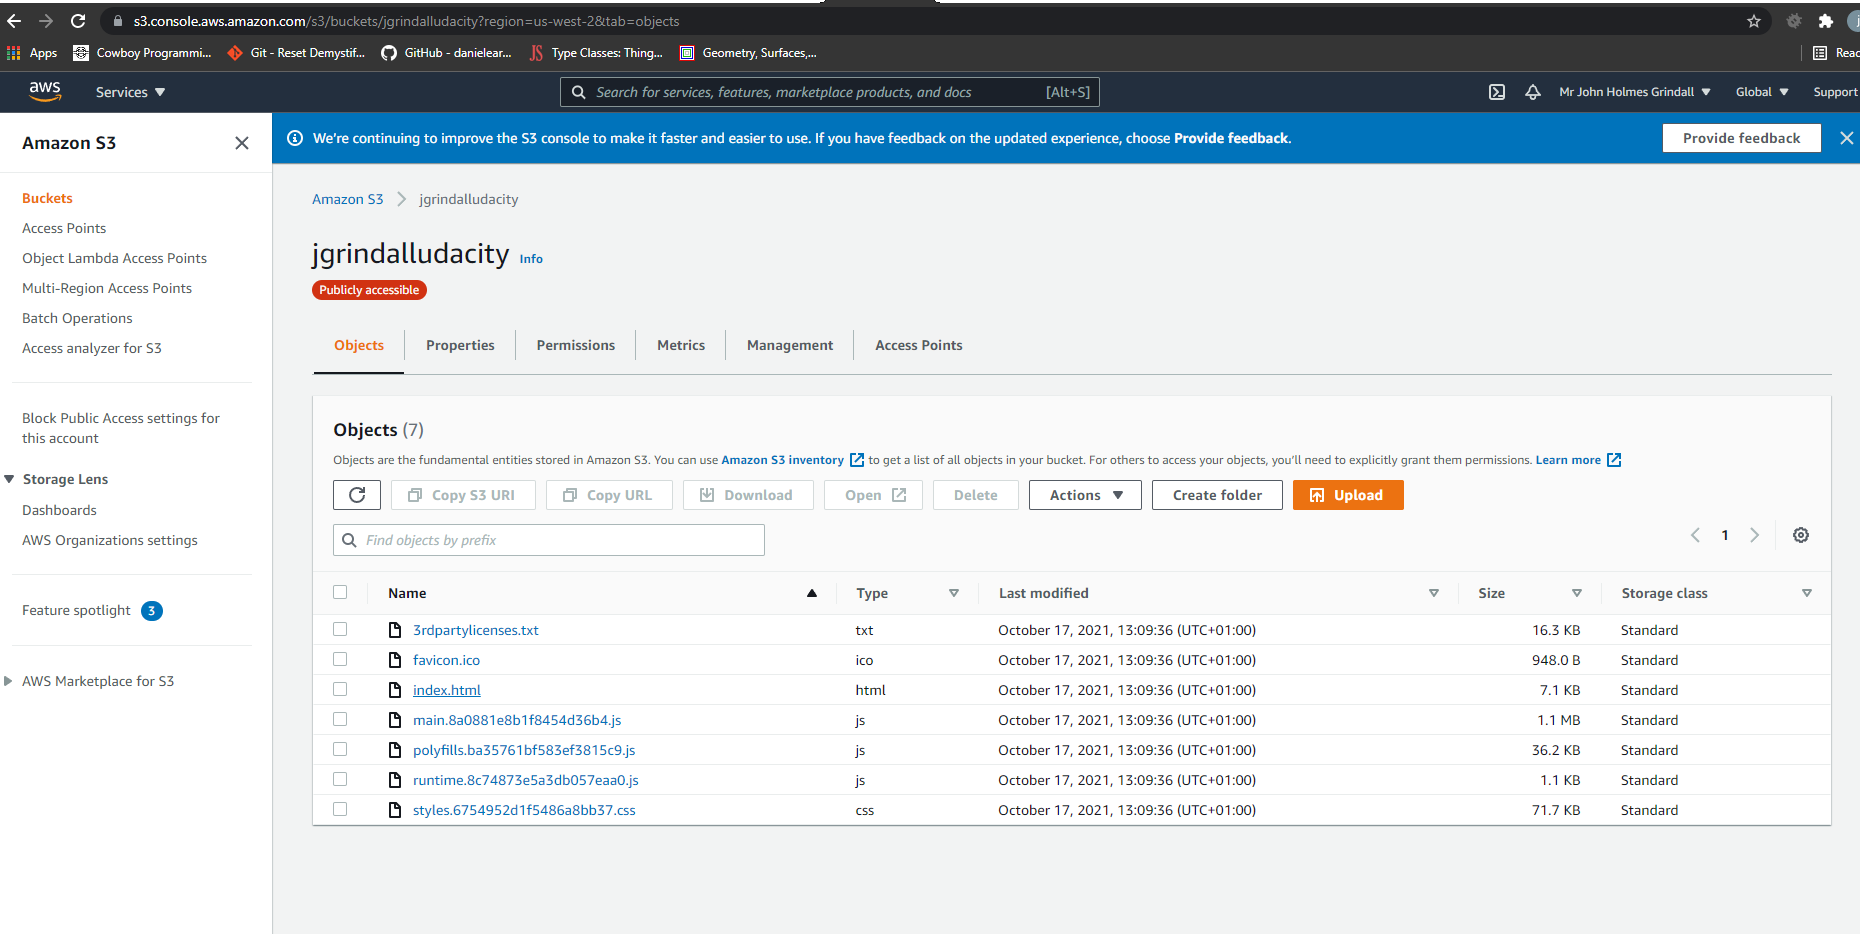 s3.console.aws.amazon.com/s3/buckets/jgrindalludacity?region=us-west-2&tab=objects
Apps Cowboy Programmi... Git - Reset Demystif... GitHub - danielear... JS Type Classes: Thing... Geometry, Surfaces,...
aws Services Search for services, features, marketplace products, and docs [Alt+S] Mr John Holmes Grindall Global Support
Amazon S3
We're continuing to improve the S3 console to make it faster and easier to use. If you have feedback on the updated experience, choose Provide feedback. Provide feedback
Buckets
Access Points
Object Lambda Access Points
Multi-Region Access Points
Batch Operations
Access analyzer for S3
Block Public Access settings for
this account
Storage Lens
Dashboards
AWS Organizations settings
Feature spotlight 3
AWS Marketplace for S3
Amazon S3 jgrindalludacity
jgrindalludacity Info
Publicly accessible
Objects Properties Permissions Metrics Management Access Points
Objects (7)
Objects are the fundamental entities stored in Amazon S3. You can use Amazon S3 inventory to get a list of all objects in your bucket. For others to access your objects, you'll need to explicitly grant them permissions. Learn more
Copy S3 URI Copy URL Download Open Delete Actions Create folder Upload
Find objects by prefix 1
Name Type Last modified Size Storage class
3rdpartylicenses.txt txt October 17, 2021, 13:09:36 (UTC+01:00) 16.3 KB Standard
favicon.ico ico October 17, 2021, 13:09:36 (UTC+01:00) 948.0 B Standard
index.html html October 17, 2021, 13:09:36 (UTC+01:00) 7.1 KB Standard
main.8a0881e8b1f8454d36b4.js js October 17, 2021, 13:09:36 (UTC+01:00) 1.1 MB Standard
polyfills.ba35761bf583ef3815c9.js js October 17, 2021, 13:09:36 (UTC+01:00) 36.2 KB Standard
runtime.8c74873e5a3db057eaa0.js js October 17, 2021, 13:09:36 (UTC+01:00) 1.1 KB Standard
styles.6754952d1f5486a8bb37.css css October 17, 2021, 13:09:36 (UTC+01:00) 71.7 KB Standard